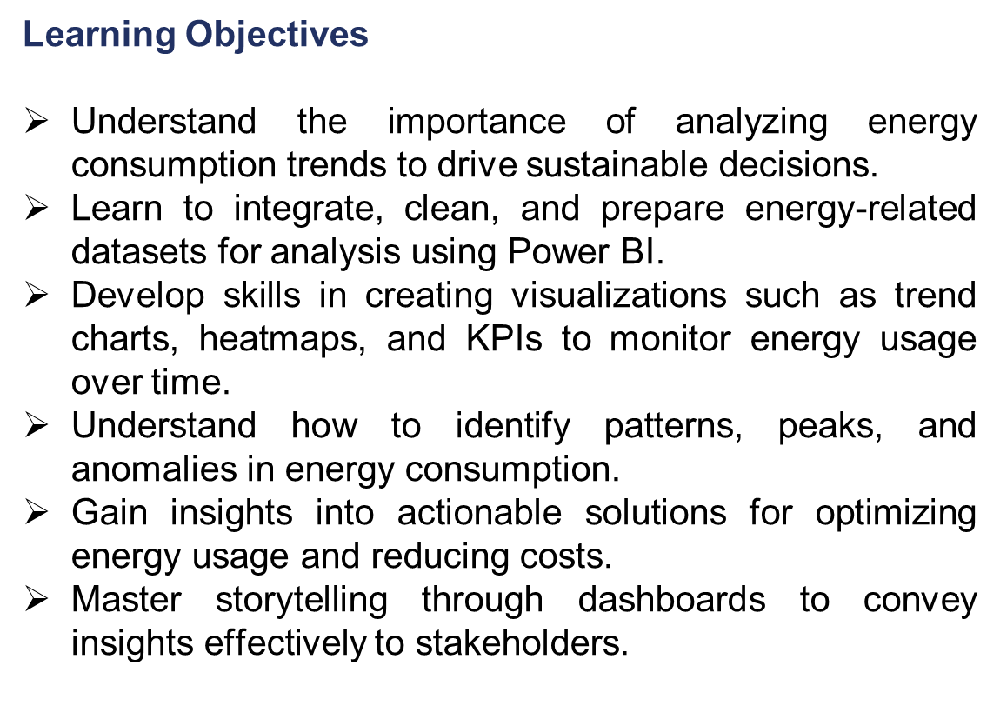 Learning Objectives
➢ Understand the importance of analyzing energy
consumption trends to drive sustainable decisions.
➢ Learn to integrate, clean, and prepare energy-related
datasets for analysis using Power BI.
➢ Develop skills in creating visualizations such as trend
charts, heatmaps, and KPIs to monitor energy usage
over time.
➢ Understand how to identify patterns, peaks, and
anomalies in energy consumption.
➢ Gain insights into actionable solutions for optimizing
energy usage and reducing costs.
➢ Master storytelling through dashboards to convey
insights effectively to stakeholders.